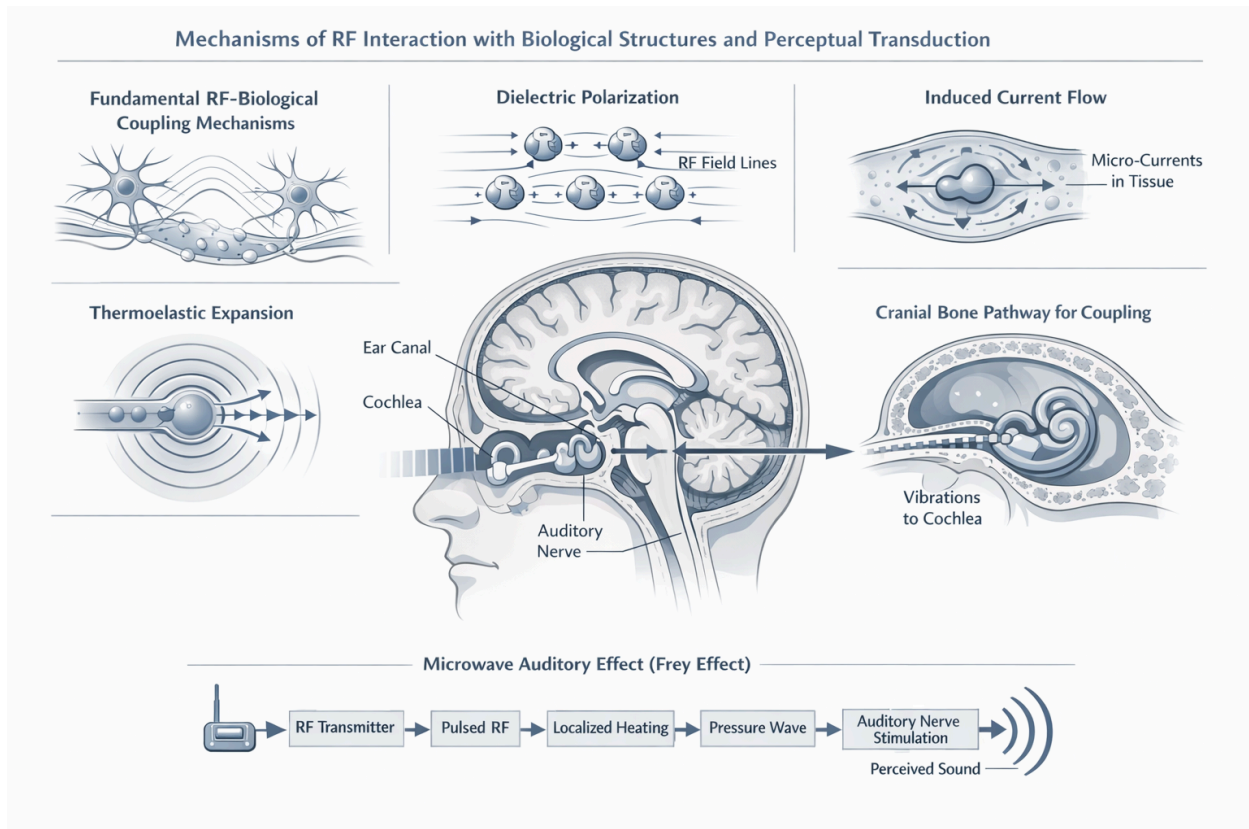 Mechanisms of RF Interaction with Biological Structures and Perceptual Transduction
Fundamental RF-Biological
Coupling Mechanisms
Dielectric Polarization
RF Field Lines
Induced Current Flow
Micro-Currents
in Tissue
Thermoelastic Expansion
Ear Canal
Cochlea
Auditory
Nerve
Cranial Bone Pathway for Coupling
Vibrations
to Cochlea
Microwave Auditory Effect (Frey Effect)
RF Transmitter
Pulsed RF
Localized Heating
Pressure Wave
Auditory Nerve
Stimulation
Perceived Sound